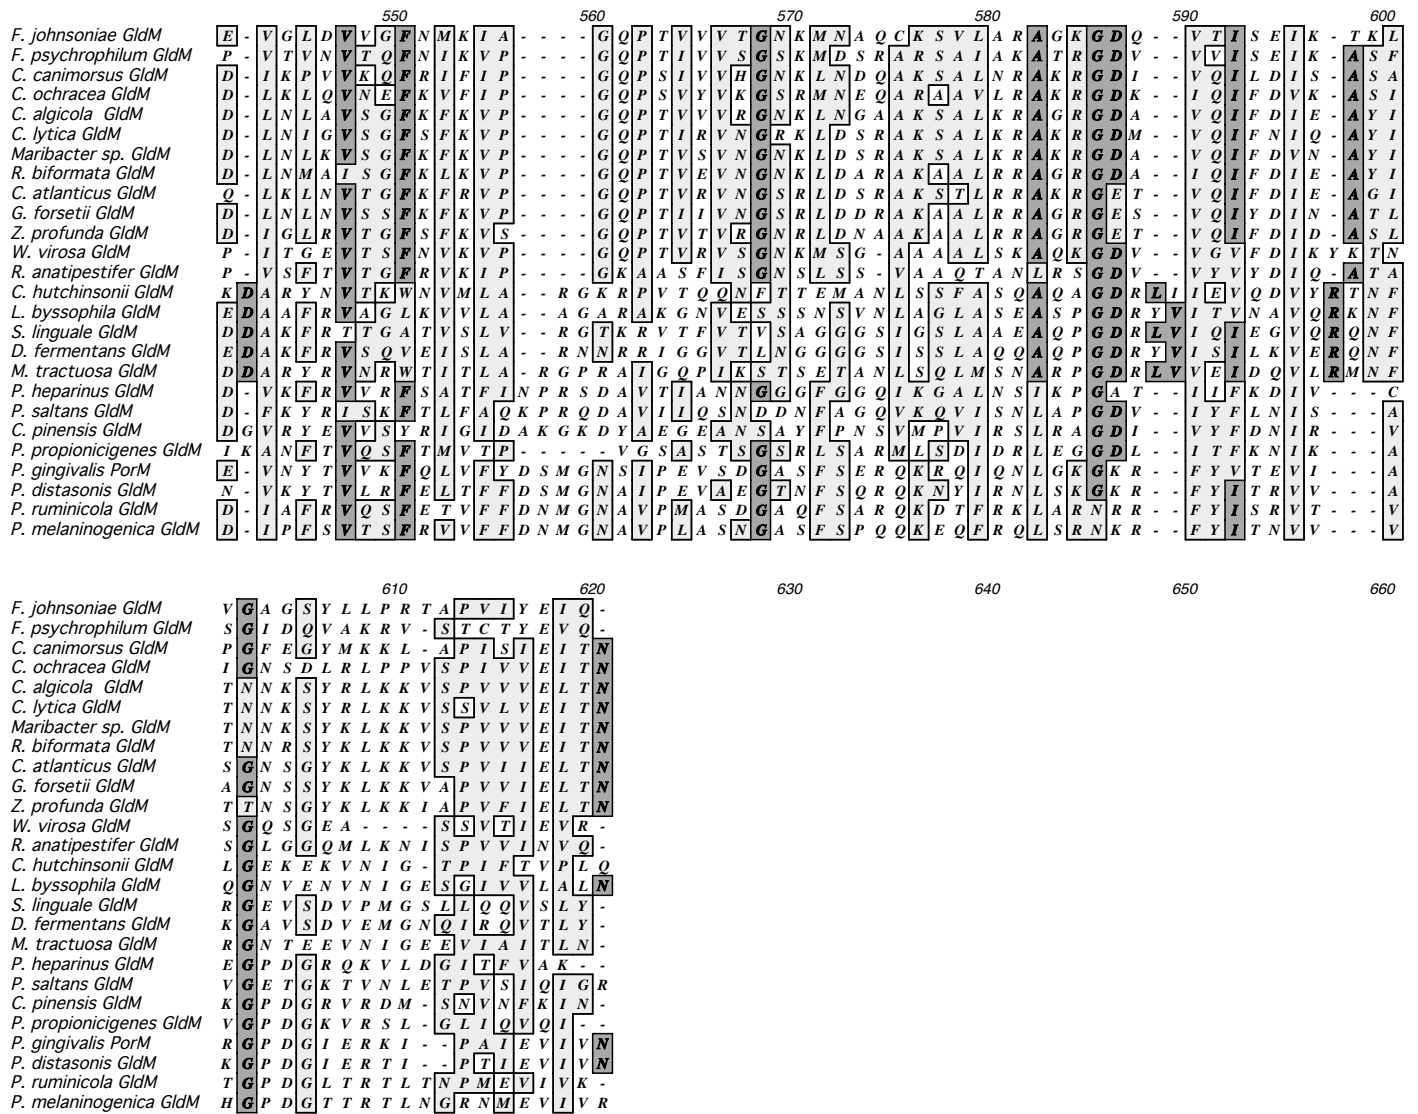 550 560 570 580 590 600
F. johnsoniae GldM E - V G L D V V G F N M K I A - - - - G Q P T V V V T G N K M N A Q C K S V L A R A G K G D Q - - V T I S E I K - T K L
F. psychrophilum GldM P - V T V N V T Q F N I K V P - - - - G Q P T I V V S G S K M D S R A R S A I A K A T R G D V - - V V I S E I K - A S F
C. canimorsus GldM D - I K P V V K Q F R I F I P - - - - G Q P S I V V H G N K L N D Q A K S A L N R A K R G D I - - V Q I L D I S - A S A
C. ochracea GldM D - L K L Q V N E F K V F I P - - - - G Q P S V Y V K G S R M N E Q A R A A V L R A K R G D K - - I Q I F D V K - A S I
C. algicola GldM D - L N L A V S G F K F K V P - - - - G Q P T V V V R G N K L N G A A K S A L K R A K R G D A - - V Q I F D I E - A Y I
C. lytica GldM D - L N I G V S G F S F K V P - - - - G Q P T I R V N G R K L D S R A K S A L K R A K R G D M - - V Q I F N I Q - A Y I
Maribacter sp. GldM D - L N L K V S G F K F K V P - - - - G Q P T V S V N G N K L D S R A K S A L K R A K R G D A - - V Q I F D V N - A Y I
R. biformata GldM D - L N M A I S G F K L K V P - - - - G Q P T I E V Y G N K L D A R A K A A L R R A K R G D A - - V Q I F D I E - V Y I
C. atlanticus GldM Q - L K L N V T G F K F R V P - - - - G Q P T V R V N G S R L D A R A K S T L R R A K R G E T - - V Q I F D I E - A G I
G. forsetii GldM D - L N L N V S S F K F K V P - - - - G Q P T I I V N G S R L D D R A K A A L R R A G R G E S - - V Q I Y D I N - A T L
Z. profunda GldM D - I G L R V T G F S F K V S - - - - G Q P T V T V R G N R L D N A A K A A L R R A G R G E T - - V Q I F D I D - A S L
W. virosa GldM P - I T G E V T S F N V K V P - - - - G Q P T V R V S G N K M S G - A A A A L S K A Q K G D V - - V G V F D I K Y K T N
R. anatipestifer GldM P - V S F T V T G F R V K I P - - - - G K A A S F I S G N S L S S - V A A Q T A N L R S G D V - - V Y V Y D I Q - A T A
C. hutchinsonii GldM K D A R Y N V T K W N V M L A - - R G K R P V T Q Q N F T T E M A N L S S F A S Q A Q A G D R L I I E V Q D V Y R T N F
L. byssophila GldM E D A A F R V A G L K V V L A - - A G A R A K G N V E S S S N S V N L A G L S E A S P G D R Y V I T V N A V Q R K N F
S. linguale GldM D D A K F R T T G A T V S L V - - R G T K R V T F V T V S A G G G S I G S L A A E A Q P G D R L V I Q I E G V Q R Q N F
D. fermentans GldM E D A K F R V S Q V E I S L A - - R N N R R I G G V T L N G G G G S I S S L A Q Q A Q P G D R Y V I S I L K V E R Q N F
M. tractuosa GldM D D A R Y R V N R W T I T L A - R G P R A I G Q P I K S T S E T A N L S Q L M S N A R P G D R L V V E I D Q V L R M N F
P. heparinus GldM D - V K F R V V R F S A T F I N P R S D A V T I A N N G G G F G G Q I K G A L N S I K P G A T - - I I F K D I V - - - C
P. saltans GldM D - F K Y R I S K F T L F A Q K P R Q D A V I I Q S N D D N F A G Q V K Q V I S N L A P G D V - - I Y F L N I S - - - A
C. pinensis GldM D G V R Y E V V S Y R I G I D A K G K D Y A E G E A N S A Y F P N S V M P V I R S L R A G D I - - V Y F D N I R - - - V
P. propionicigenes GldM I K A N F T V Q S F T M V T P - - - - - V G S A S T S G S R L S A R M L S D I D R L E G G D L - - I T F K N I K - - - A
P. gingivalis PorM E - V N Y T V V K F Q L V F Y D S M G N S I P E V S D G A S F S E R Q K R Q I Q N L G K G K R - - F Y V T E V I - - - A
P. distasonis GldM N - V K Y T V L R F E L T F F D S M G N A I P E V A E G T N F S Q R Q K N Y I R N L S K G K R - - F Y I T R V V - - - A
P. ruminicola GldM D - I A F R V Q S F E T V F F D N M G N A V P M A S D G A Q F S A R Q K D T F R K L A R N R R - - F Y I S R V T - - - V
P. melaninogenica GldM D - I P F S V T S F R V V F F D N M G N A V P L A S N G A S F S P Q Q K E Q F R Q L S R N K R - - F Y I T N V V - - - V
610 620 630 640 650 660
F. johnsoniae GldM V G A G S Y L L P R T A P V I Y E I Q -
F. psychrophilum GldM S G I D Q V A K R V - S T C T Y E V Q -
C. canimorsus GldM P G F E G Y M K K L - A P I S I E I T N
C. ochracea GldM I G N S D L R L P P V S P I V V E I T N
C. algicola GldM T N N K S Y R L K K V S P V V V E L T N
C. lytica GldM T N N K S Y R L K K V S S V L V E I T N
Maribacter sp. GldM T N N K S Y K L K K V S P V V V E I T N
R. biformata GldM T N N R S Y K L K K V S P V V V E I T N
C. atlanticus GldM S G N S G Y K L K K V S P V I I E L T N
G. forsetii GldM A G N S S Y K L K K V A P V V I E L T N
Z. profunda GldM T T N S G Y K L K K I A P V F I E L T N
W. virosa GldM S G Q S G E A - - - - S S V T I E V R -
R. anatipestifer GldM S G L G G Q M L K N I S P V V I N V Q -
C. hutchinsonii GldM L G E K E K V N I G - T P I F T V P L Q
L. byssophila GldM Q G N V E N V N I G E S G I V V L A L N
S. linguale GldM R G E V S D V P M G S L L Q Q V S L Y -
D. fermentans GldM K G A V S D V E M G N Q I R Q V T L Y -
M. tractuosa GldM R G N T E E V N I G E E V I A I T L N -
P. heparinus GldM E G P D G R Q K V L D G I T F V A K - -
P. saltans GldM V G E T G K T V N L E T P V S I Q I G R
C. pinensis GldM K G P D G R V R D M - S N V N F K I N -
P. propionicigenes GldM V G P D G K V R S L - G L I Q V Q I - -
P. gingivalis PorM R G P D G I E R K I - - P A I E V I V N
P. distasonis GldM K G P D G I E R T I - - P T I E V I V N
P. ruminicola GldM T G P D G L T R T L T N P M E V I V K -
P. melaninogenica GldM H G P D G T T R T L N G R N M E V I V R